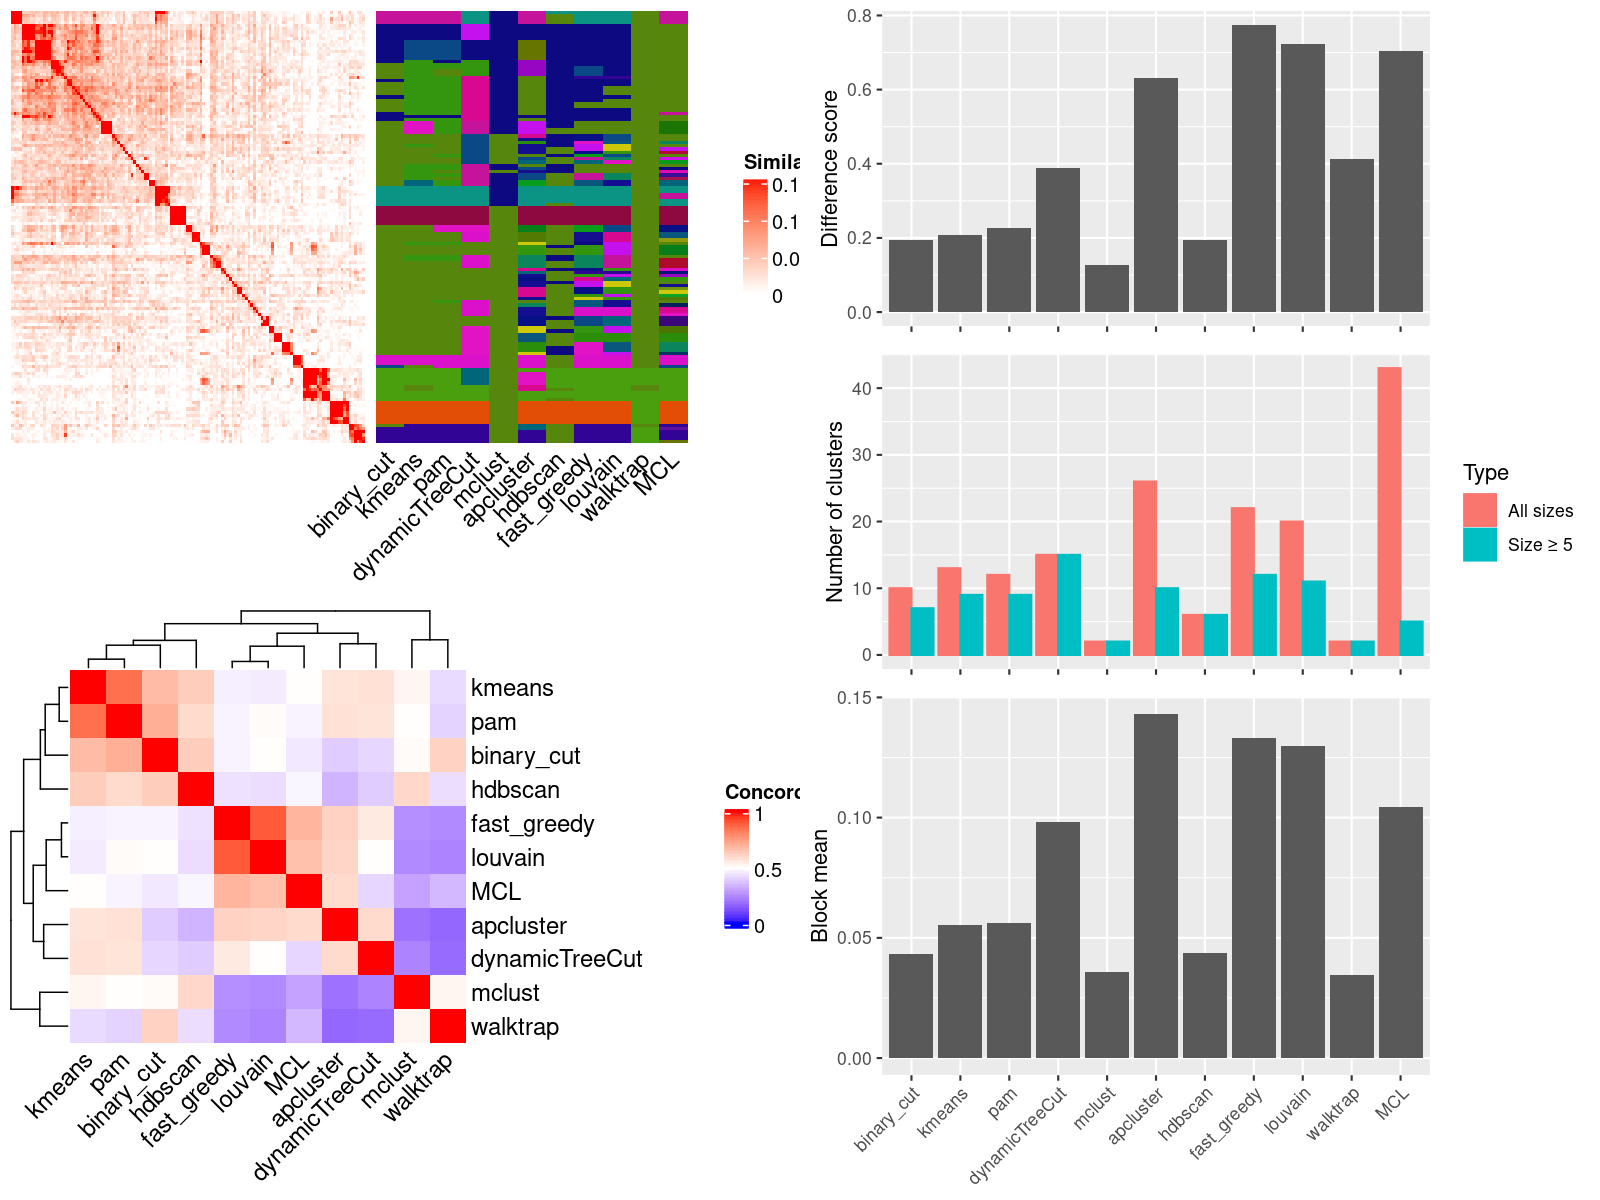 Simila
0.1
0.1
0.0
0
binary_cut
kmeans
pam
dynamicTreeCut
mclust
apcluster
hdbscan
fast_greedy
louvain
walktrap
MCL
kmeans
pam
binary_cut
hdbscan
fast_greedy
louvain
MCL
apcluster
dynamicTreeCut
mclust
walktrap
kmeans
pam
binary_cut
hdbscan
fast_greedy
louvain
MCL
apcluster
dynamicTreeCut
mclust
walktrap
Concord
1
0.5
0
Difference score
0.8
0.6
0.4
0.2
0.0
Number of clusters
40
30
20
10
0
Type
All sizes
Size ≥ 5
Block mean
0.15
0.10
0.05
0.00
binary_cut
kmeans
pam
dynamicTreeCut
mclust
apcluster
hdbscan
fast_greedy
louvain
walktrap
MCL